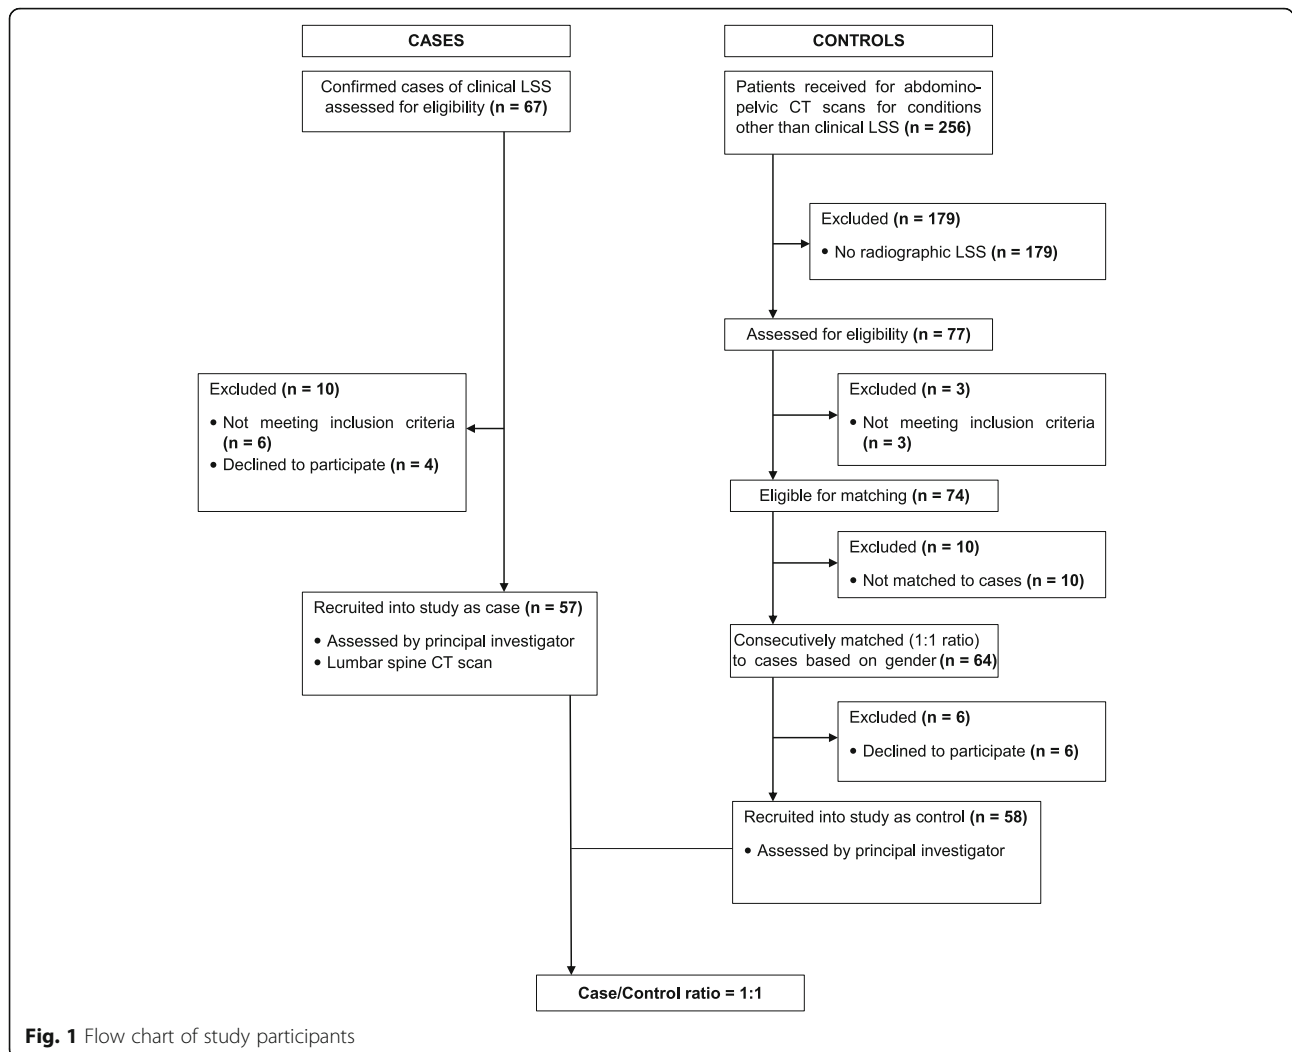 CASES
Confirmed cases of clinical LSS
assessed for eligibility (n = 67)
Excluded (n = 10)
• Not meeting inclusion criteria
(n = 6)
• Declined to participate (n = 4)
Recruited into study as case (n = 57)
• Assessed by principal investigator
• Lumbar spine CT scan
CONTROLS
Patients received for abdomino-
pelvic CT scans for conditions
other than clinical LSS (n = 256)
Excluded (n = 179)
• No radiographic LSS (n = 179)
Assessed for eligibility (n = 77)
Excluded (n = 3)
• Not meeting inclusion criteria
(n = 3)
Eligible for matching (n = 74)
Excluded (n = 10)
• Not matched to cases (n = 10)
Consecutively matched (1:1 ratio)
to cases based on gender (n = 64)
Excluded (n = 6)
• Declined to participate (n = 6)
Recruited into study as control (n = 58)
• Assessed by principal investigator
Case/Control ratio = 1:1
Fig. 1 Flow chart of study participants